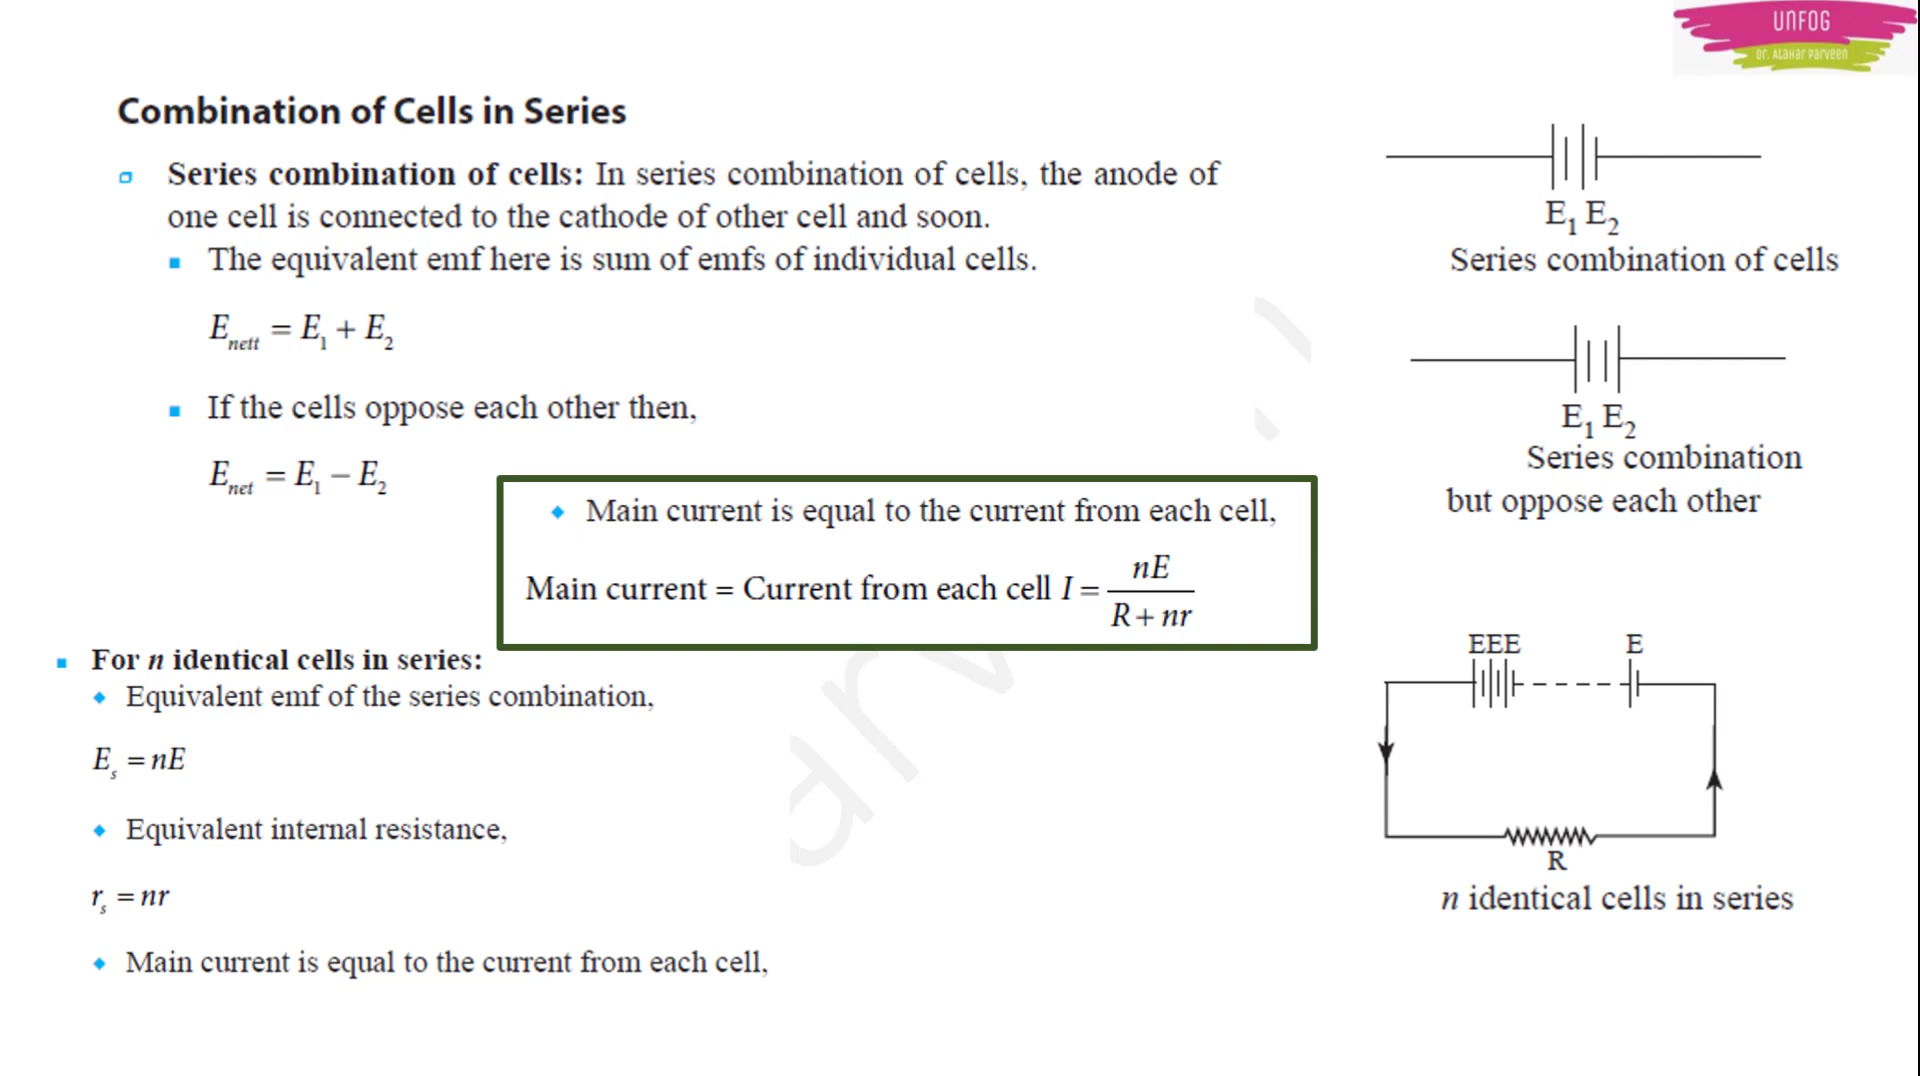 UNFOG
Dr. Alakar Parveen
Combination of Cells in Series
Series combination of cells: In series combination of cells, the anode of
one cell is connected to the cathode of other cell and soon.
The equivalent emf here is sum of emfs of individual cells.
E_nett = E_1 + E_2
If the cells oppose each other then,
E_net = E_1 − E_2
Main current is equal to the current from each cell,
Main current = Current from each cell I = nE / (R + nr)
For n identical cells in series:
Equivalent emf of the series combination,
E_s = nE
Equivalent internal resistance,
r_s = nr
Main current is equal to the current from each cell,
E_1 E_2
Series combination of cells
E_1 E_2
Series combination
but oppose each other
EEE E
R
n identical cells in series